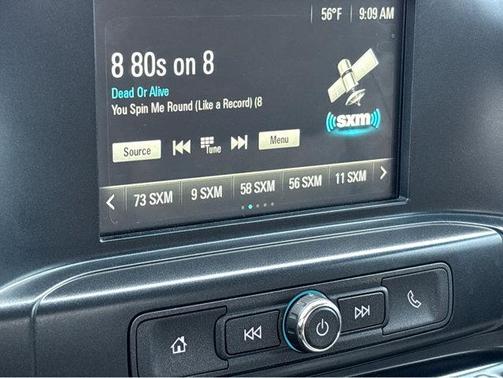 56°F 9:09 AM
8 80s on 8
Dead Or Alive
You Spin Me Round (Like a Record) (8
sxm
Source Tune Menu
73 SXM 9 SXM 58 SXM 56 SXM 11 SXM